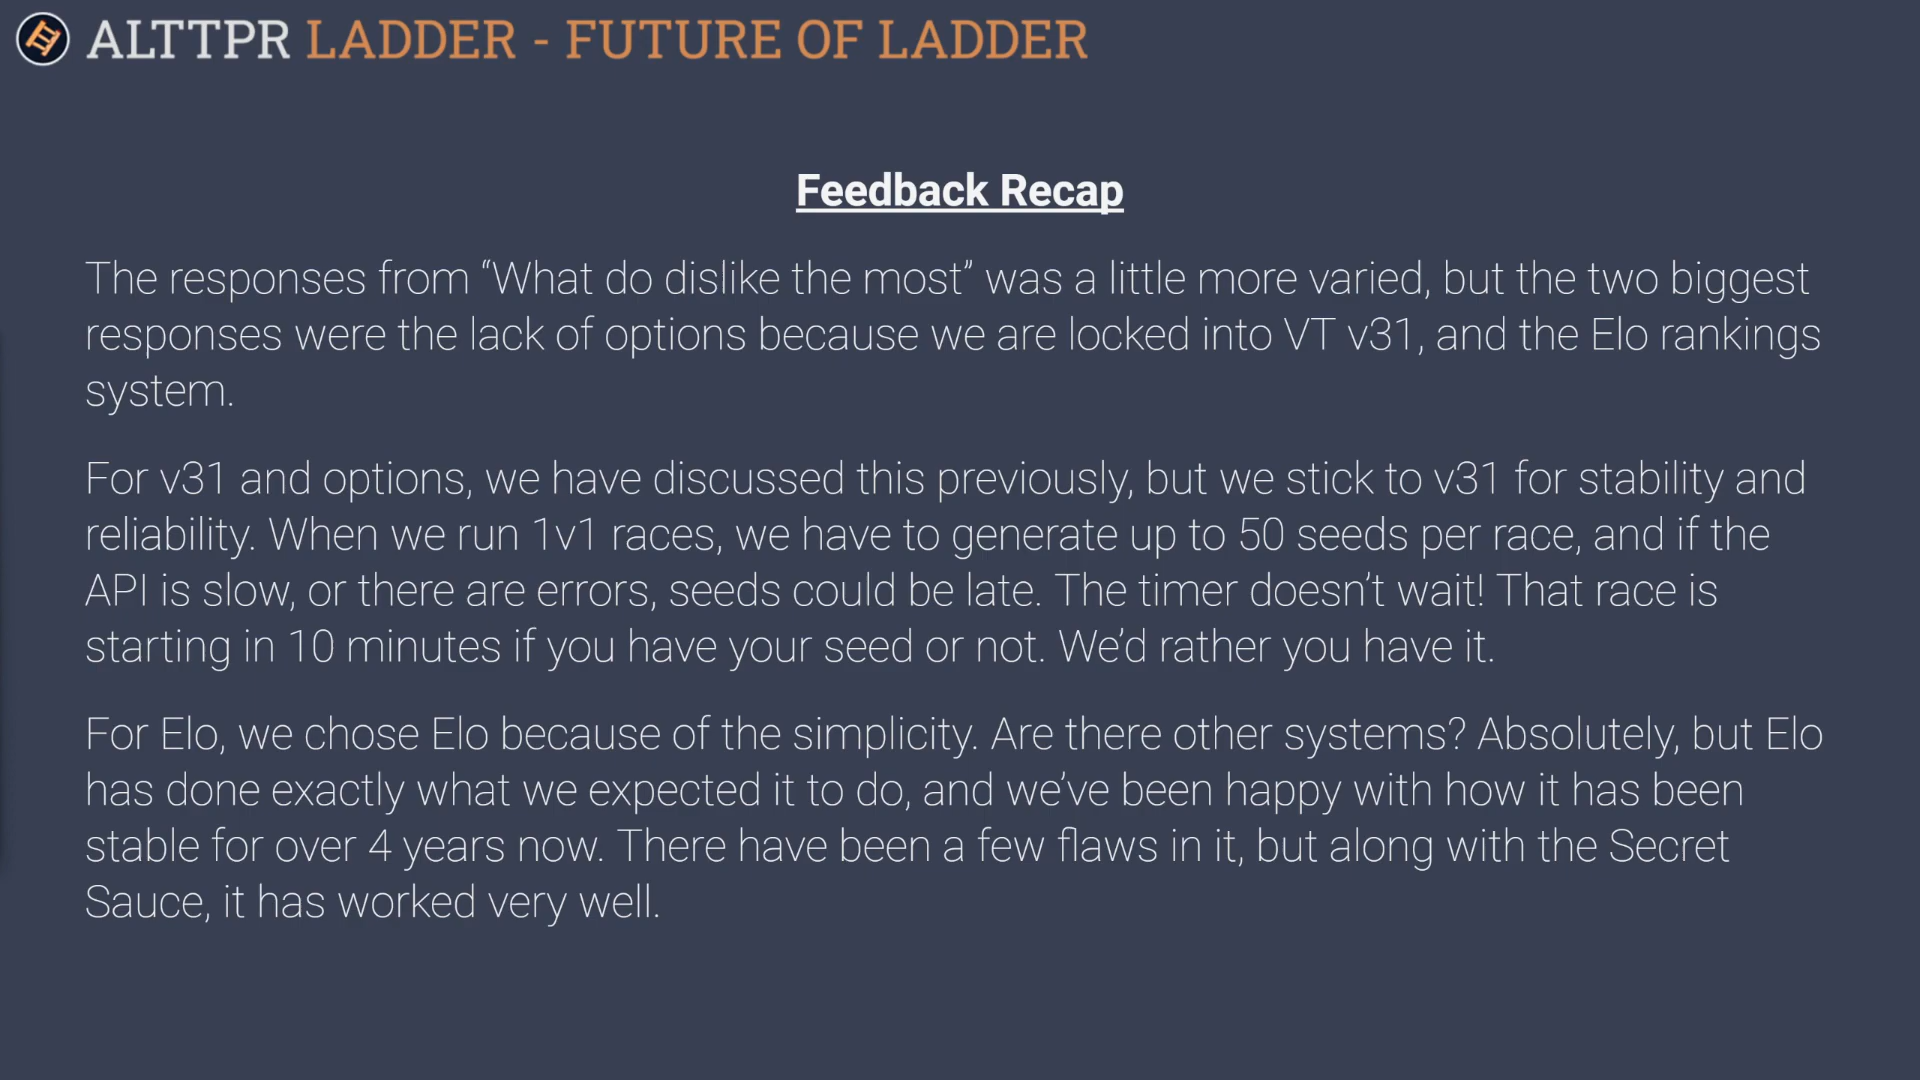 ALTTPR LADDER - FUTURE OF LADDER
Feedback Recap
The responses from “What do dislike the most” was a little more varied, but the two biggest
responses were the lack of options because we are locked into VT v31, and the Elo rankings
system.
For v31 and options, we have discussed this previously, but we stick to v31 for stability and
reliability. When we run 1v1 races, we have to generate up to 50 seeds per race, and if the
API is slow, or there are errors, seeds could be late. The timer doesn’t wait! That race is
starting in 10 minutes if you have your seed or not. We’d rather you have it.
For Elo, we chose Elo because of the simplicity. Are there other systems? Absolutely, but Elo
has done exactly what we expected it to do, and we’ve been happy with how it has been
stable for over 4 years now. There have been a few flaws in it, but along with the Secret
Sauce, it has worked very well.